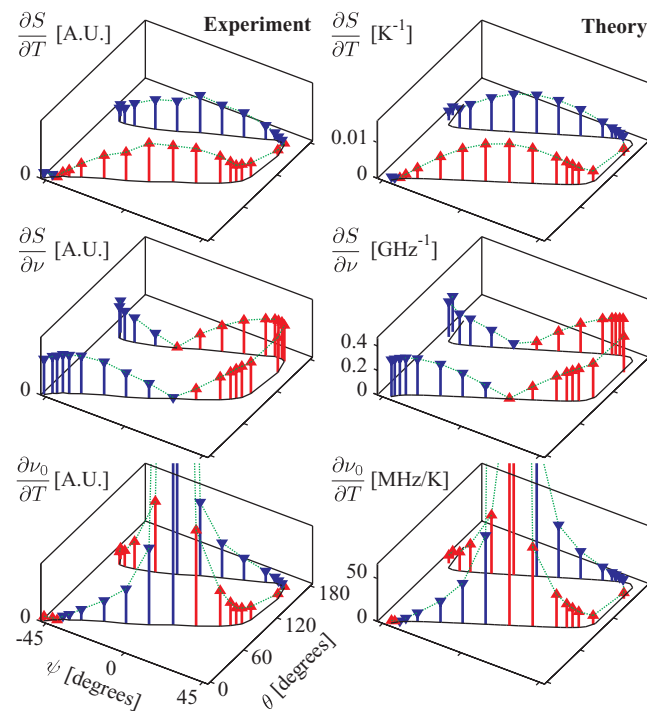 ∂S/∂T [A.U.] Experiment
∂S/∂T [K⁻¹] Theory
0
0.01
0
∂S/∂ν [A.U.]
∂S/∂ν [GHz⁻¹]
0
0.4
0.2
0
∂ν₀/∂T [A.U.]
∂ν₀/∂T [MHz/K]
0
-45
0
45
ψ [degrees]
0
60
120
180
θ [degrees]
50
0